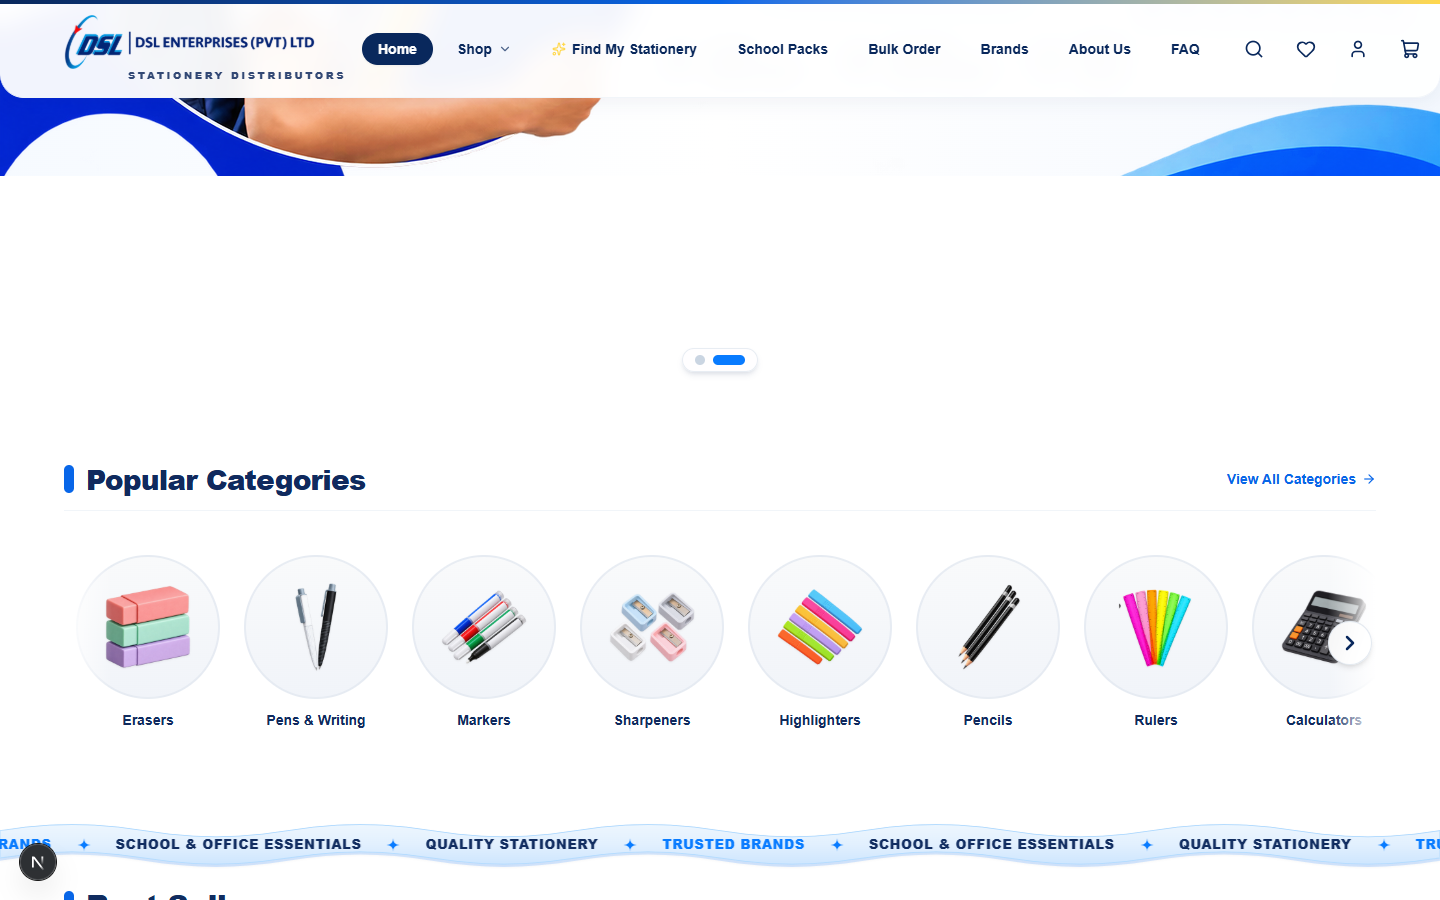 DSL
DSL ENTERPRISES (PVT) LTD
STATIONERY DISTRIBUTORS
Home
Shop
Find My Stationery
School Packs
Bulk Order
Brands
About Us
FAQ
Popular Categories
View All Categories
Erasers
Pens & Writing
Markers
Sharpeners
Highlighters
Pencils
Rulers
Calculators
RANDS ✦ SCHOOL & OFFICE ESSENTIALS ✦ QUALITY STATIONERY ✦ TRUSTED BRANDS ✦ SCHOOL & OFFICE ESSENTIALS ✦ QUALITY STATIONERY ✦ TRU
N